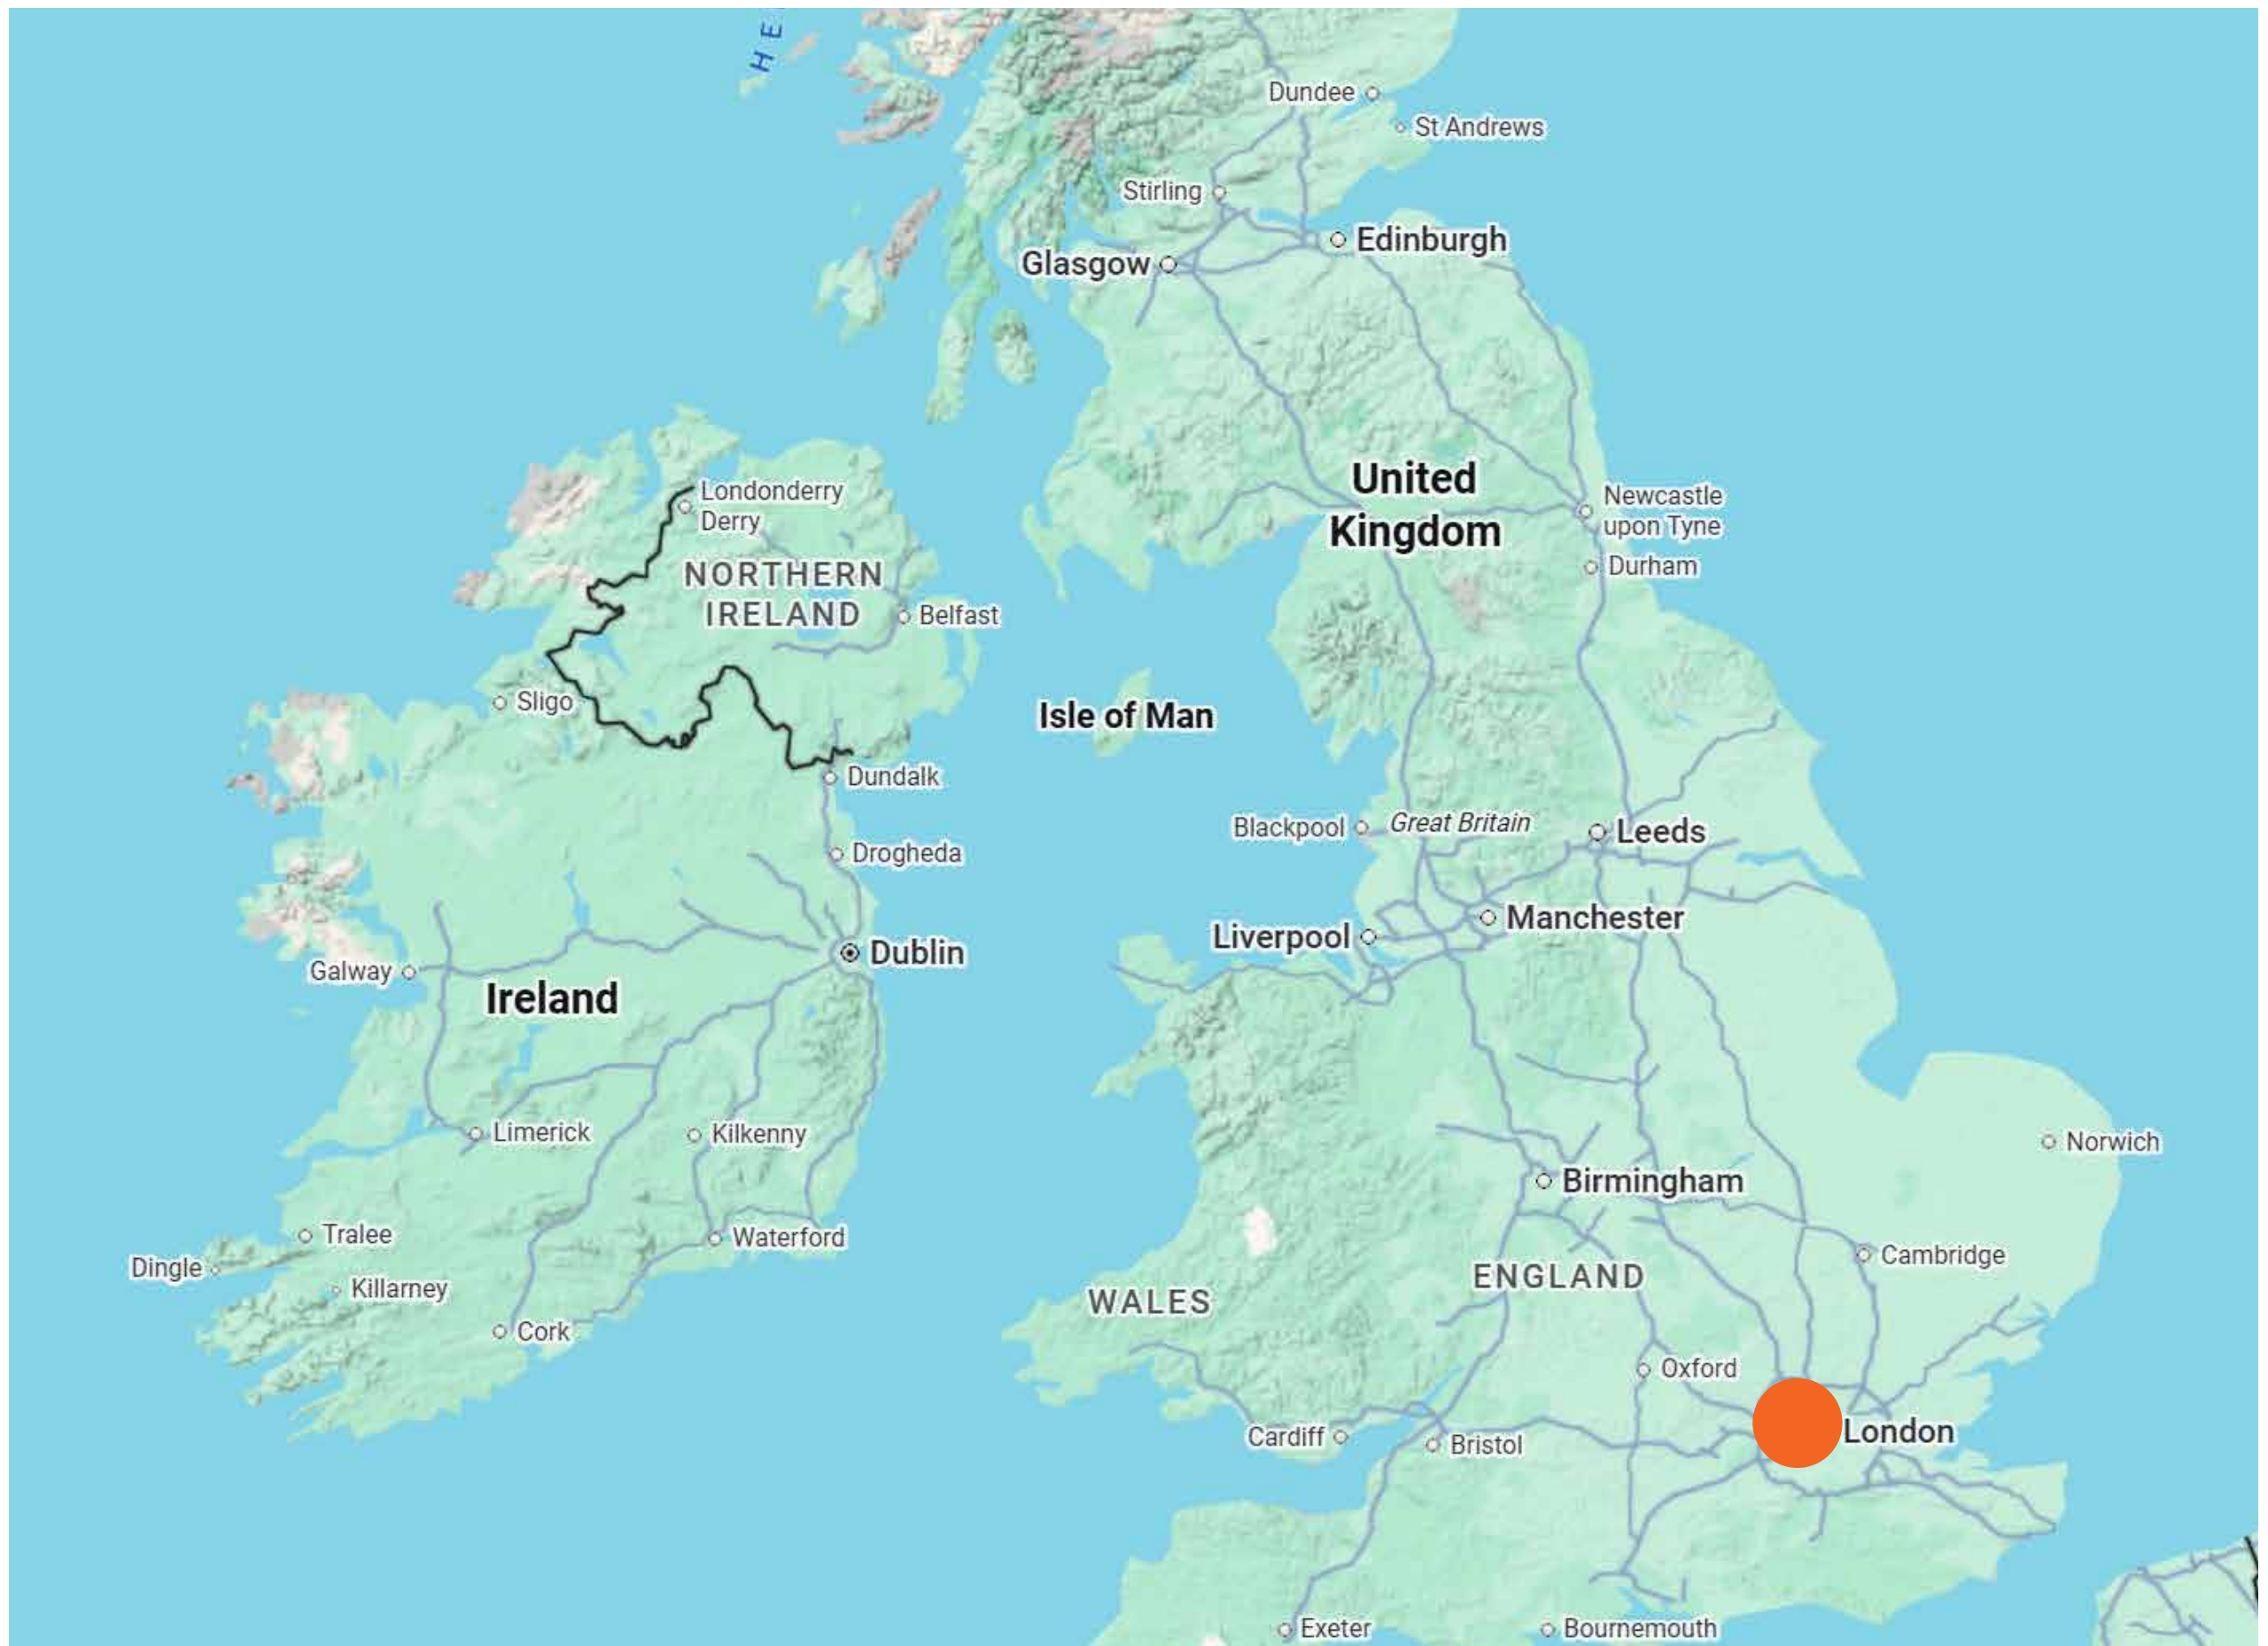 HE
Dundee
St Andrews
Stirling
Edinburgh
Glasgow
United
Kingdom
Londonderry
Derry
Newcastle
upon Tyne
NORTHERN
IRELAND
Durham
Belfast
Sligo
Isle of Man
Dundalk
Blackpool
Great Britain
Leeds
Drogheda
Manchester
Liverpool
Dublin
Galway
Ireland
Limerick
Kilkenny
Norwich
Birmingham
Tralee
Waterford
Cambridge
Dingle
Killarney
ENGLAND
WALES
Cork
Oxford
London
Cardiff
Bristol
Exeter
Bournemouth